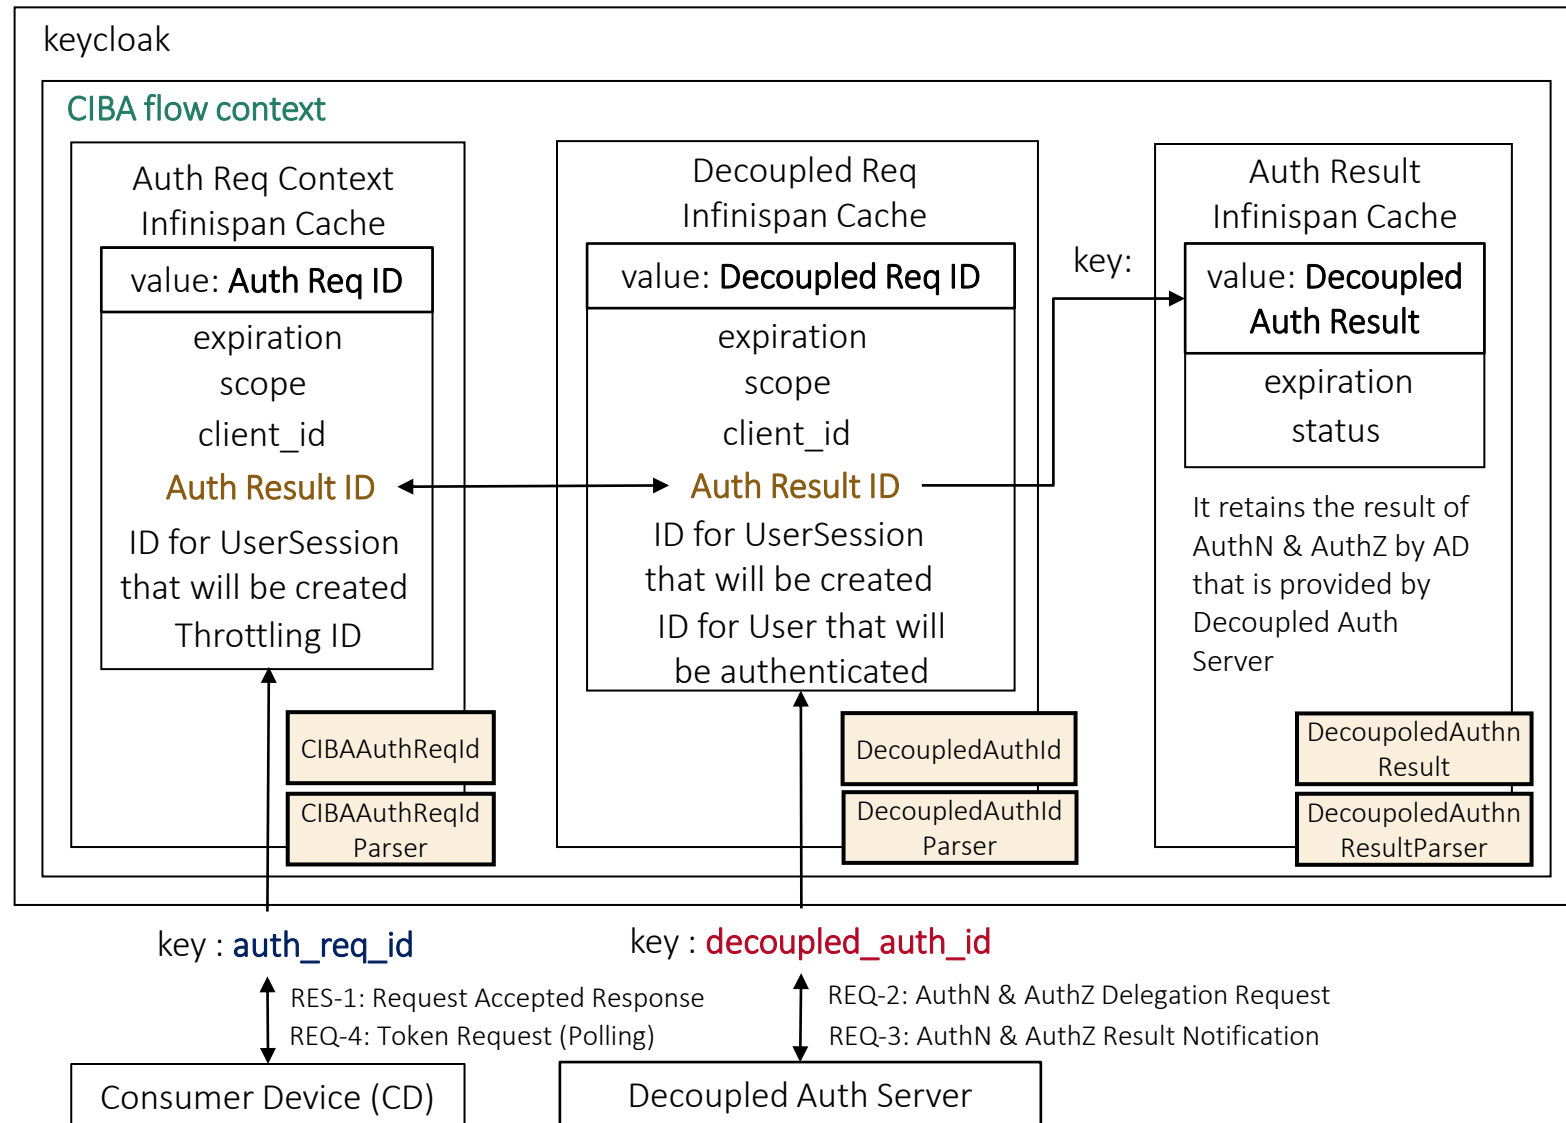 keycloak
CIBA flow context
Auth Req Context
Infinispan Cache
value: Auth Req ID
expiration
scope
client_id
Auth Result ID
ID for UserSession
that will be created
Throttling ID
CIBAAuthReqId
CIBAAuthReqId
Parser
Decoupled Req
Infinispan Cache
value: Decoupled Req ID
expiration
scope
client_id
Auth Result ID
ID for UserSession
that will be created
ID for User that will
be authenticated
DecoupledAuthId
DecoupledAuthId
Parser
key:
Auth Result
Infinispan Cache
value: Decoupled
Auth Result
expiration
status
It retains the result of
AuthN & AuthZ by AD
that is provided by
Decoupled Auth
Server
DecoupoledAuthn
Result
DecoupoledAuthn
ResultParser
key : auth_req_id
RES-1: Request Accepted Response
REQ-4: Token Request (Polling)
Consumer Device (CD)
key : decoupled_auth_id
REQ-2: AuthN & AuthZ Delegation Request
REQ-3: AuthN & AuthZ Result Notification
Decoupled Auth Server